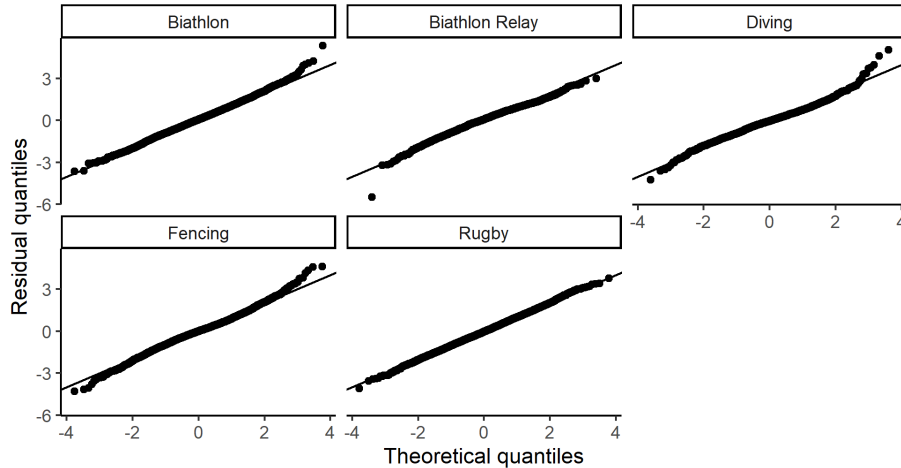 Biathlon
Biathlon Relay
Diving
3
0
-3
-6
-4 -2 0 2 4
Fencing
Rugby
3
0
-3
-6
-4 -2 0 2 4
-4 -2 0 2 4
Residual quantiles
Theoretical quantiles